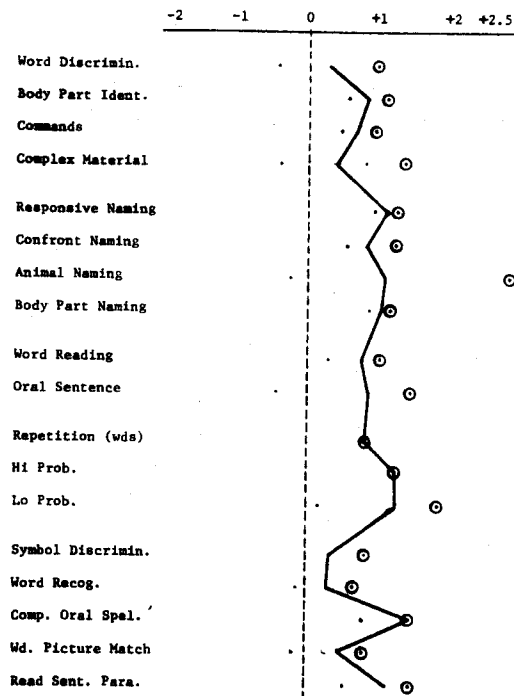 -2 -1 0 +1 +2 +2.5
Word Discrimin.
Body Part Ident.
Commands
Complex Material
Responsive Naming
Confront Naming
Animal Naming
Body Part Naming
Word Reading
Oral Sentence
Repetition (wds)
Hi Prob.
Lo Prob.
Symbol Discrimin.
Word Recog.
Comp. Oral Spel.
Wd. Picture Match
Read Sent. Para.